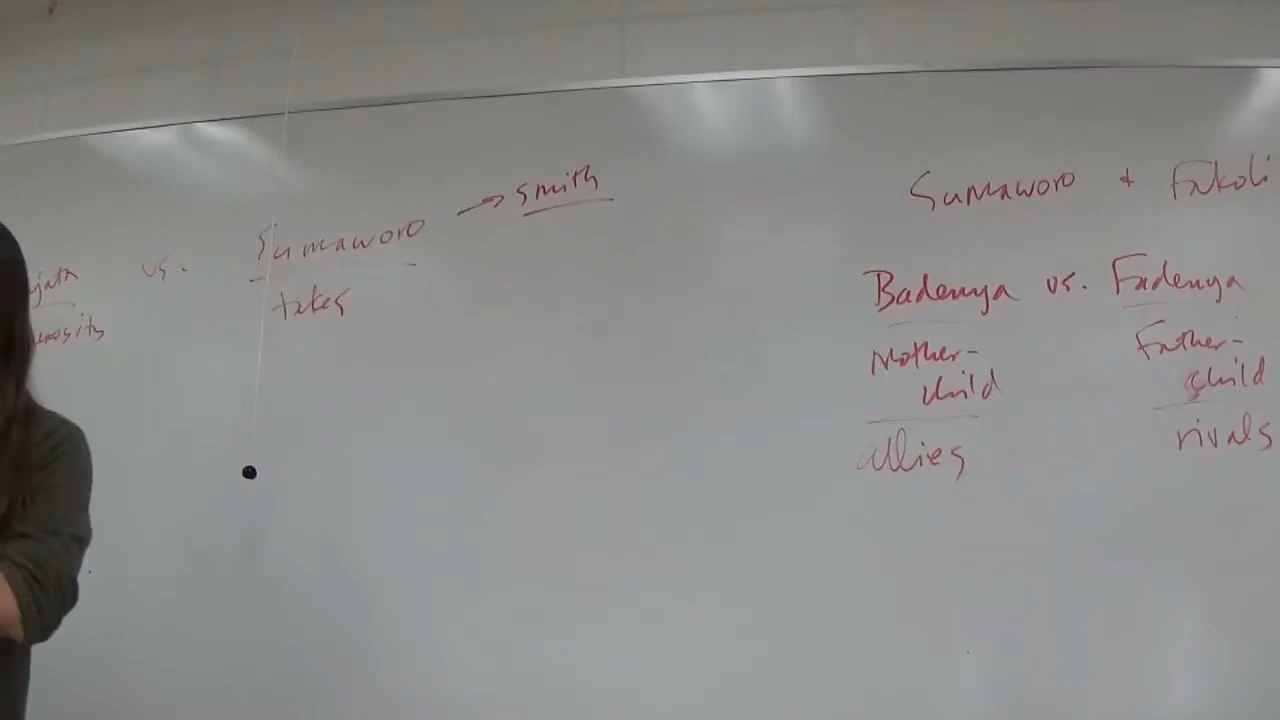 vs. Sumaworo → smith
takes
Sumaworo + Fakoli
Badenya vs. Fadenya
Mother-
child
Father-
child
allies
rivals